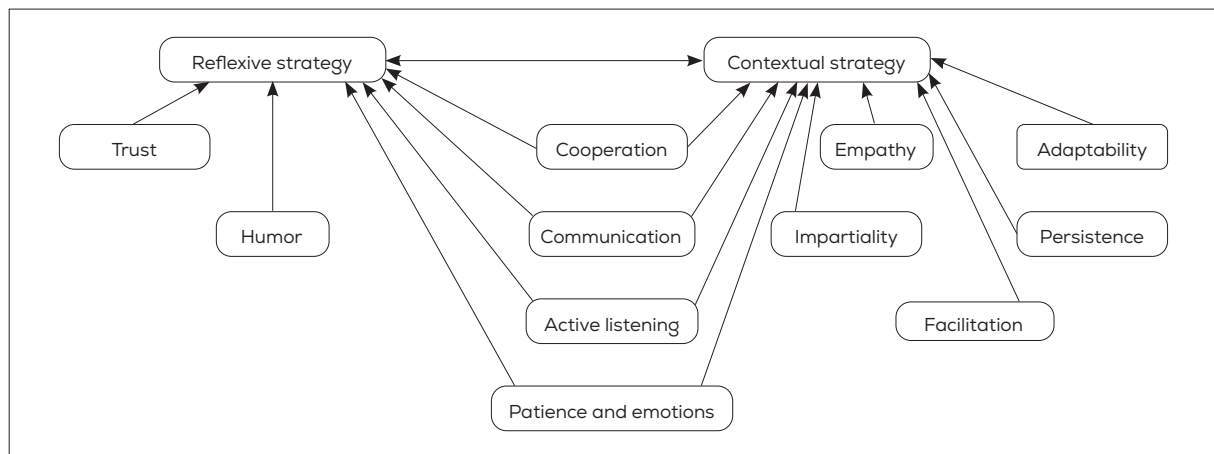 Reflexive strategy
Contextual strategy
Trust
Cooperation
Empathy
Adaptability
Humor
Communication
Impartiality
Persistence
Active listening
Facilitation
Patience and emotions